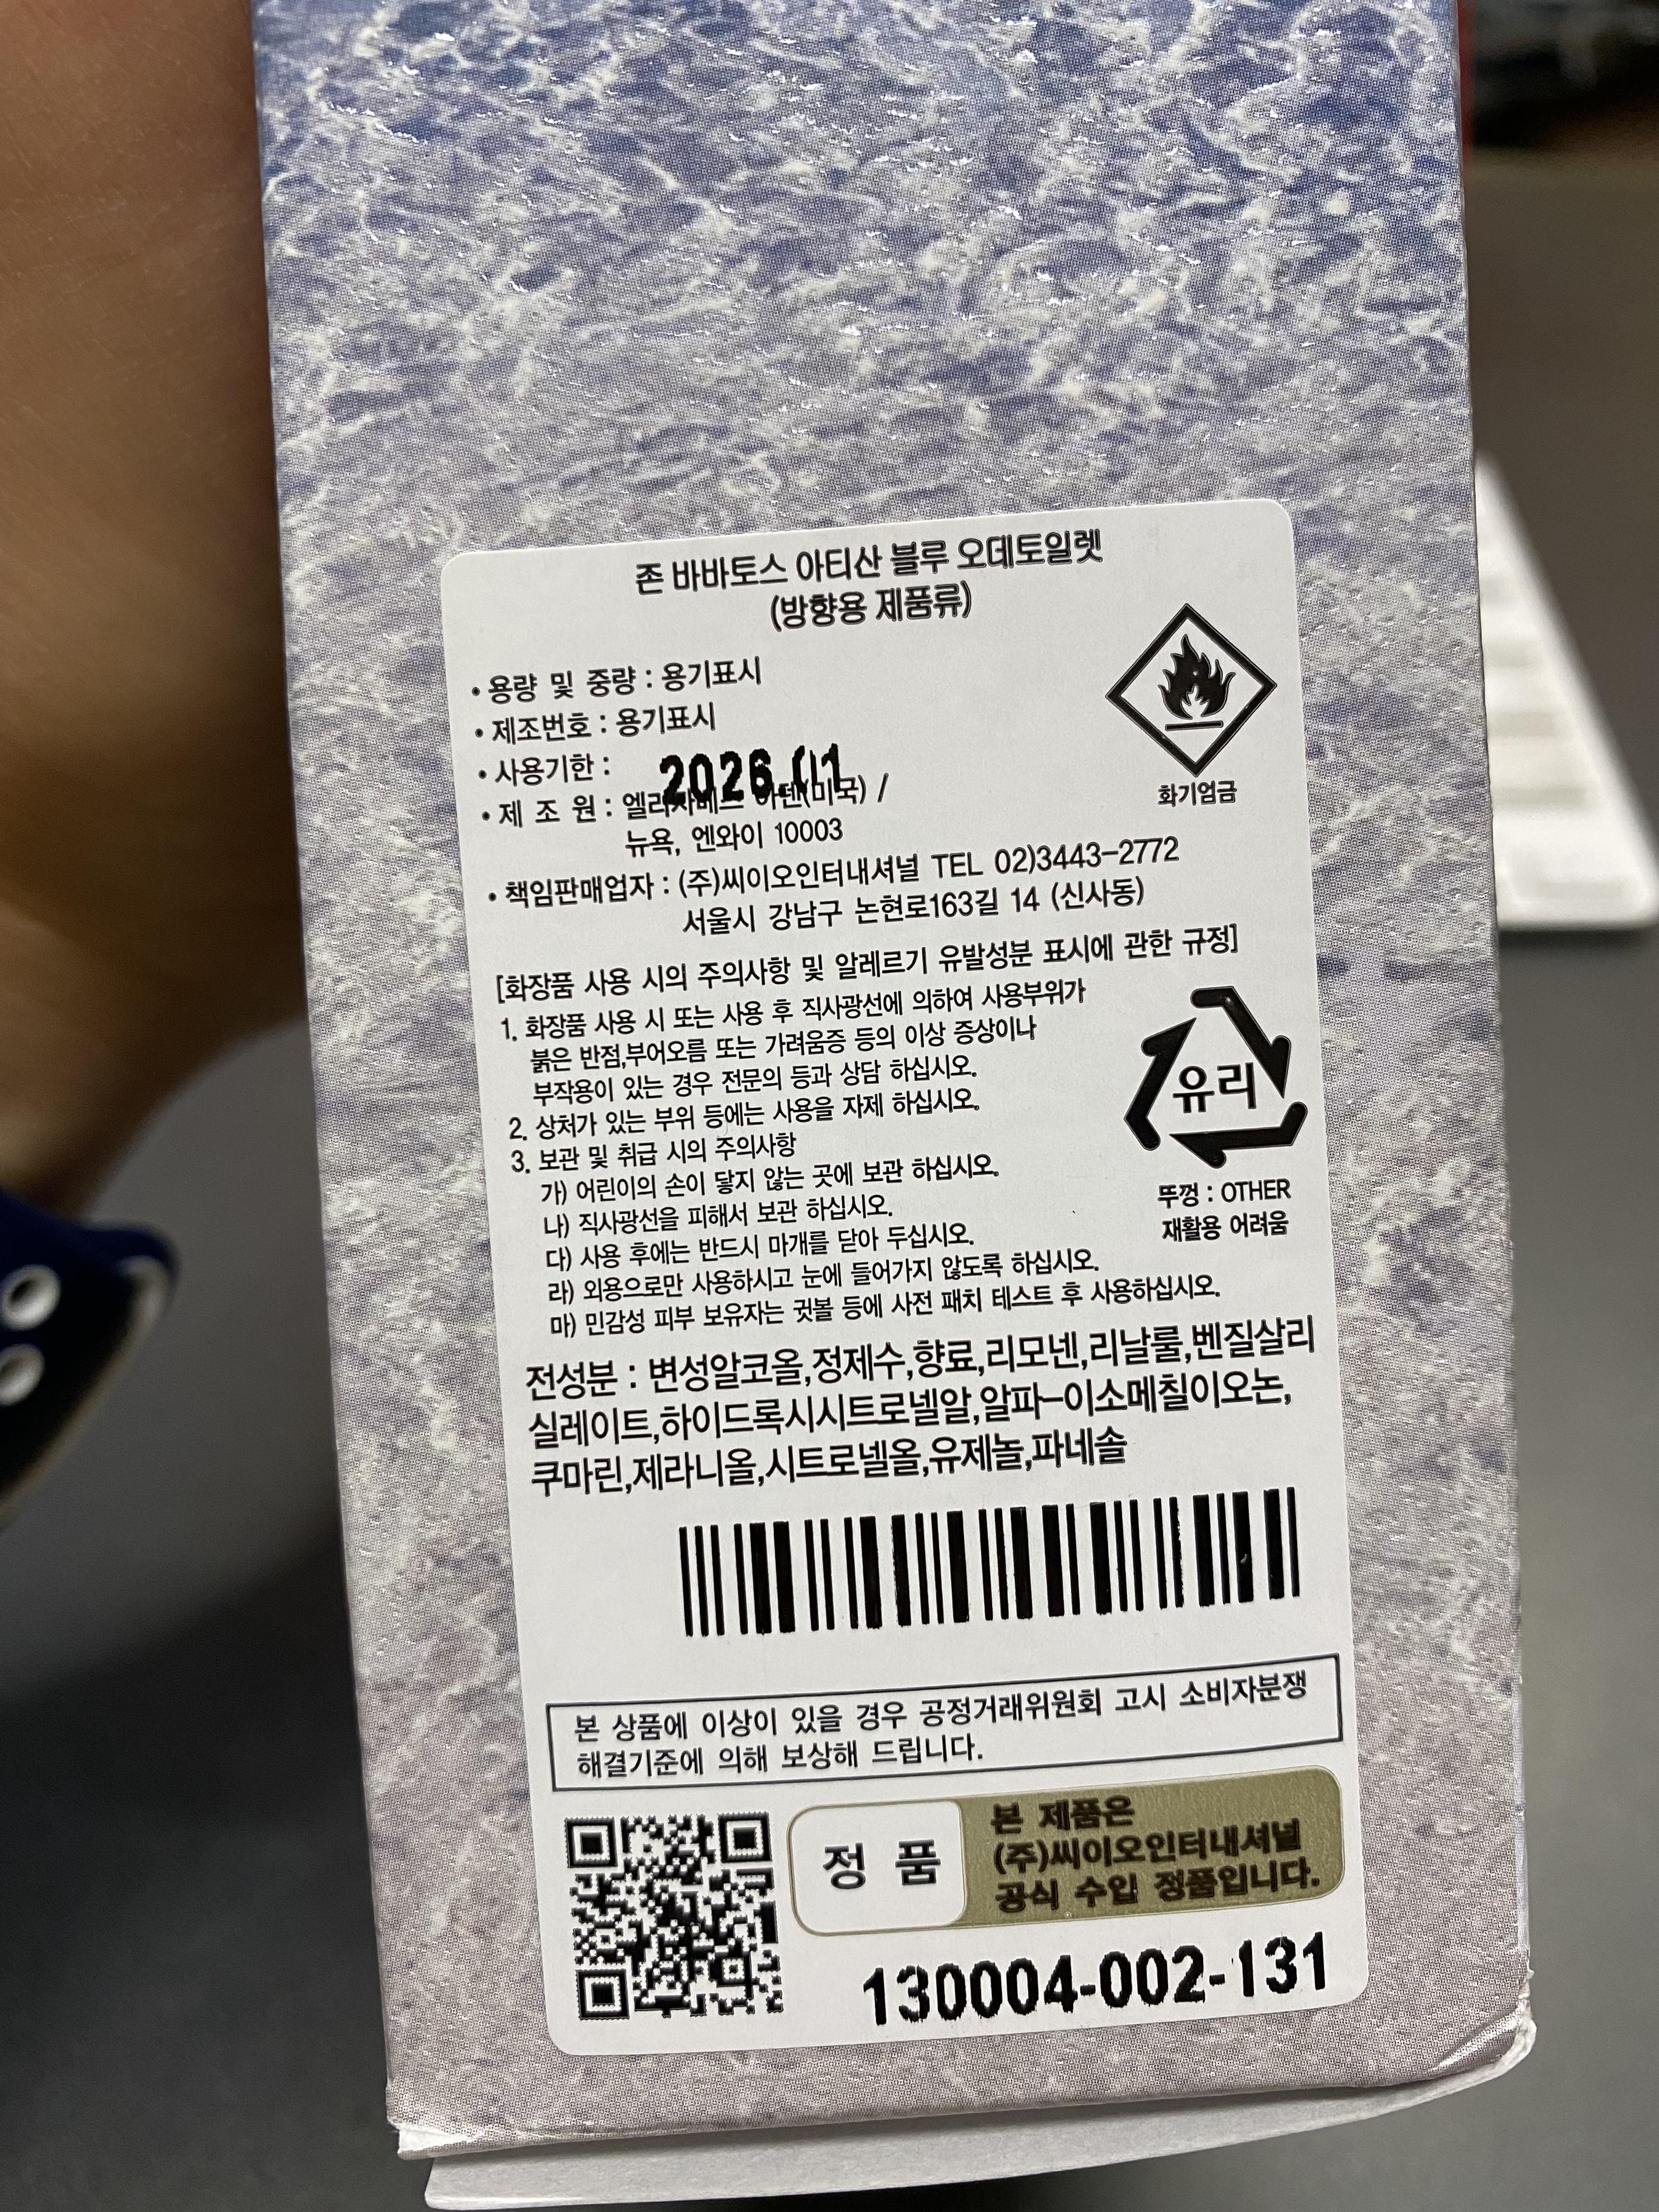 존 바바토스 아티산 블루 오데토일렛
(방향용 제품류)
• 용량 및 중량 : 용기표시
• 제조번호 : 용기표시
• 사용기한 : 2026.01
• 제 조 원 : 엘리자베스 아덴(미국) /
뉴욕, 엔와이 10003
• 책임판매업자 : (주)씨이오인터내셔널 TEL 02)3443-2772
서울시 강남구 논현로163길 14 (신사동)
화기엄금
[화장품 사용 시의 주의사항 및 알레르기 유발성분 표시에 관한 규정]
1. 화장품 사용 시 또는 사용 후 직사광선에 의하여 사용부위가
붉은 반점,부어오름 또는 가려움증 등의 이상 증상이나
부작용이 있는 경우 전문의 등과 상담 하십시오.
2. 상처가 있는 부위 등에는 사용을 자제 하십시오.
3. 보관 및 취급 시의 주의사항
가) 어린이의 손이 닿지 않는 곳에 보관 하십시오.
나) 직사광선을 피해서 보관 하십시오.
다) 사용 후에는 반드시 마개를 닫아 두십시오.
라) 외용으로만 사용하시고 눈에 들어가지 않도록 하십시오.
마) 민감성 피부 보유자는 귓볼 등에 사전 패치 테스트 후 사용하십시오.
유리
뚜껑 : OTHER
재활용 어려움
전성분 : 변성알코올,정제수,향료,리모넨,리날룰,벤질살리
실레이트,하이드록시시트로넬알,알파-이소메칠이오논,
쿠마린,제라니올,시트로넬올,유제놀,파네솔
본 상품에 이상이 있을 경우 공정거래위원회 고시 소비자분쟁
해결기준에 의해 보상해 드립니다.
정 품
본 제품은
(주)씨이오인터내셔널
공식 수입 정품입니다.
130004-002-131